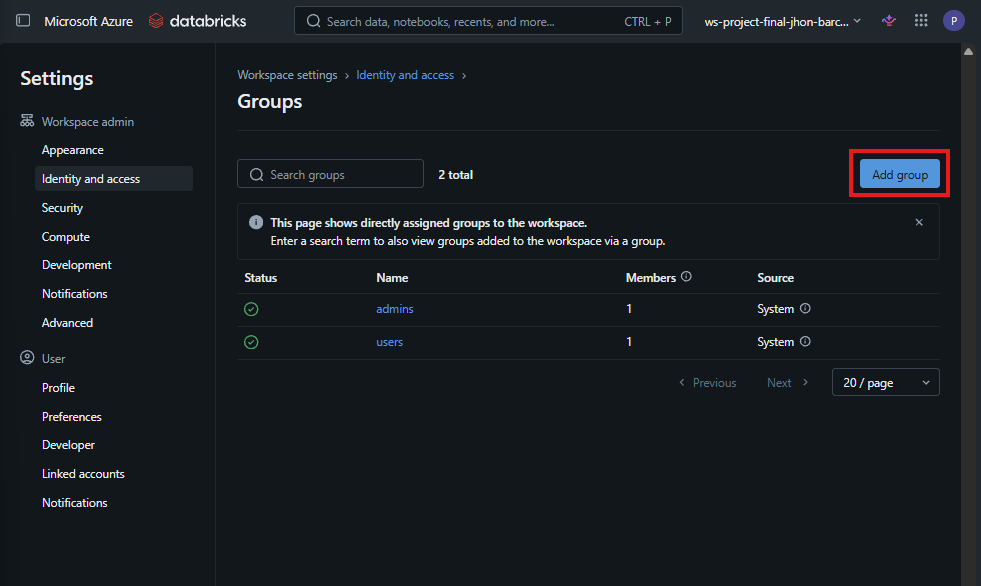 Microsoft Azure databricks Search data, notebooks, recents, and more... CTRL + P ws-project-final-jhon-barc... P
Settings
Workspace admin
Appearance
Identity and access
Security
Compute
Development
Notifications
Advanced
User
Profile
Preferences
Developer
Linked accounts
Notifications
Workspace settings › Identity and access ›
Groups
Search groups 2 total Add group
This page shows directly assigned groups to the workspace.
Enter a search term to also view groups added to the workspace via a group.
Status Name Members Source
admins 1 System
users 1 System
Previous Next 20 / page